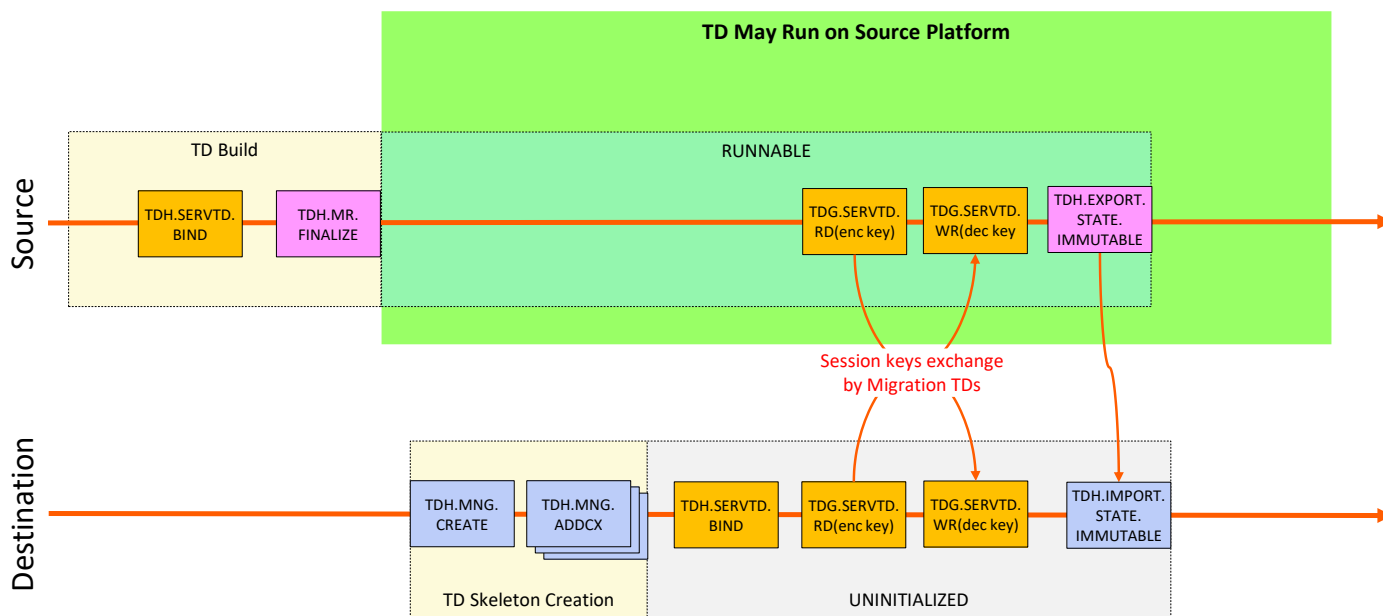 TD May Run on Source Platform
Source
TD Build
RUNNABLE
TDH.SERVTD.
BIND
TDH.MR.
FINALIZE
TDG.SERVTD.
RD(enc key)
TDG.SERVTD.
WR(dec key
TDH.EXPORT.
STATE.
IMMUTABLE
Session keys exchange
by Migration TDs
Destination
TDH.MNG.
CREATE
TDH.MNG.
ADDCX
TDH.SERVTD.
BIND
TDG.SERVTD.
RD(enc key)
TDG.SERVTD.
WR(dec key)
TDH.IMPORT.
STATE.
IMMUTABLE
TD Skeleton Creation
UNINITIALIZED